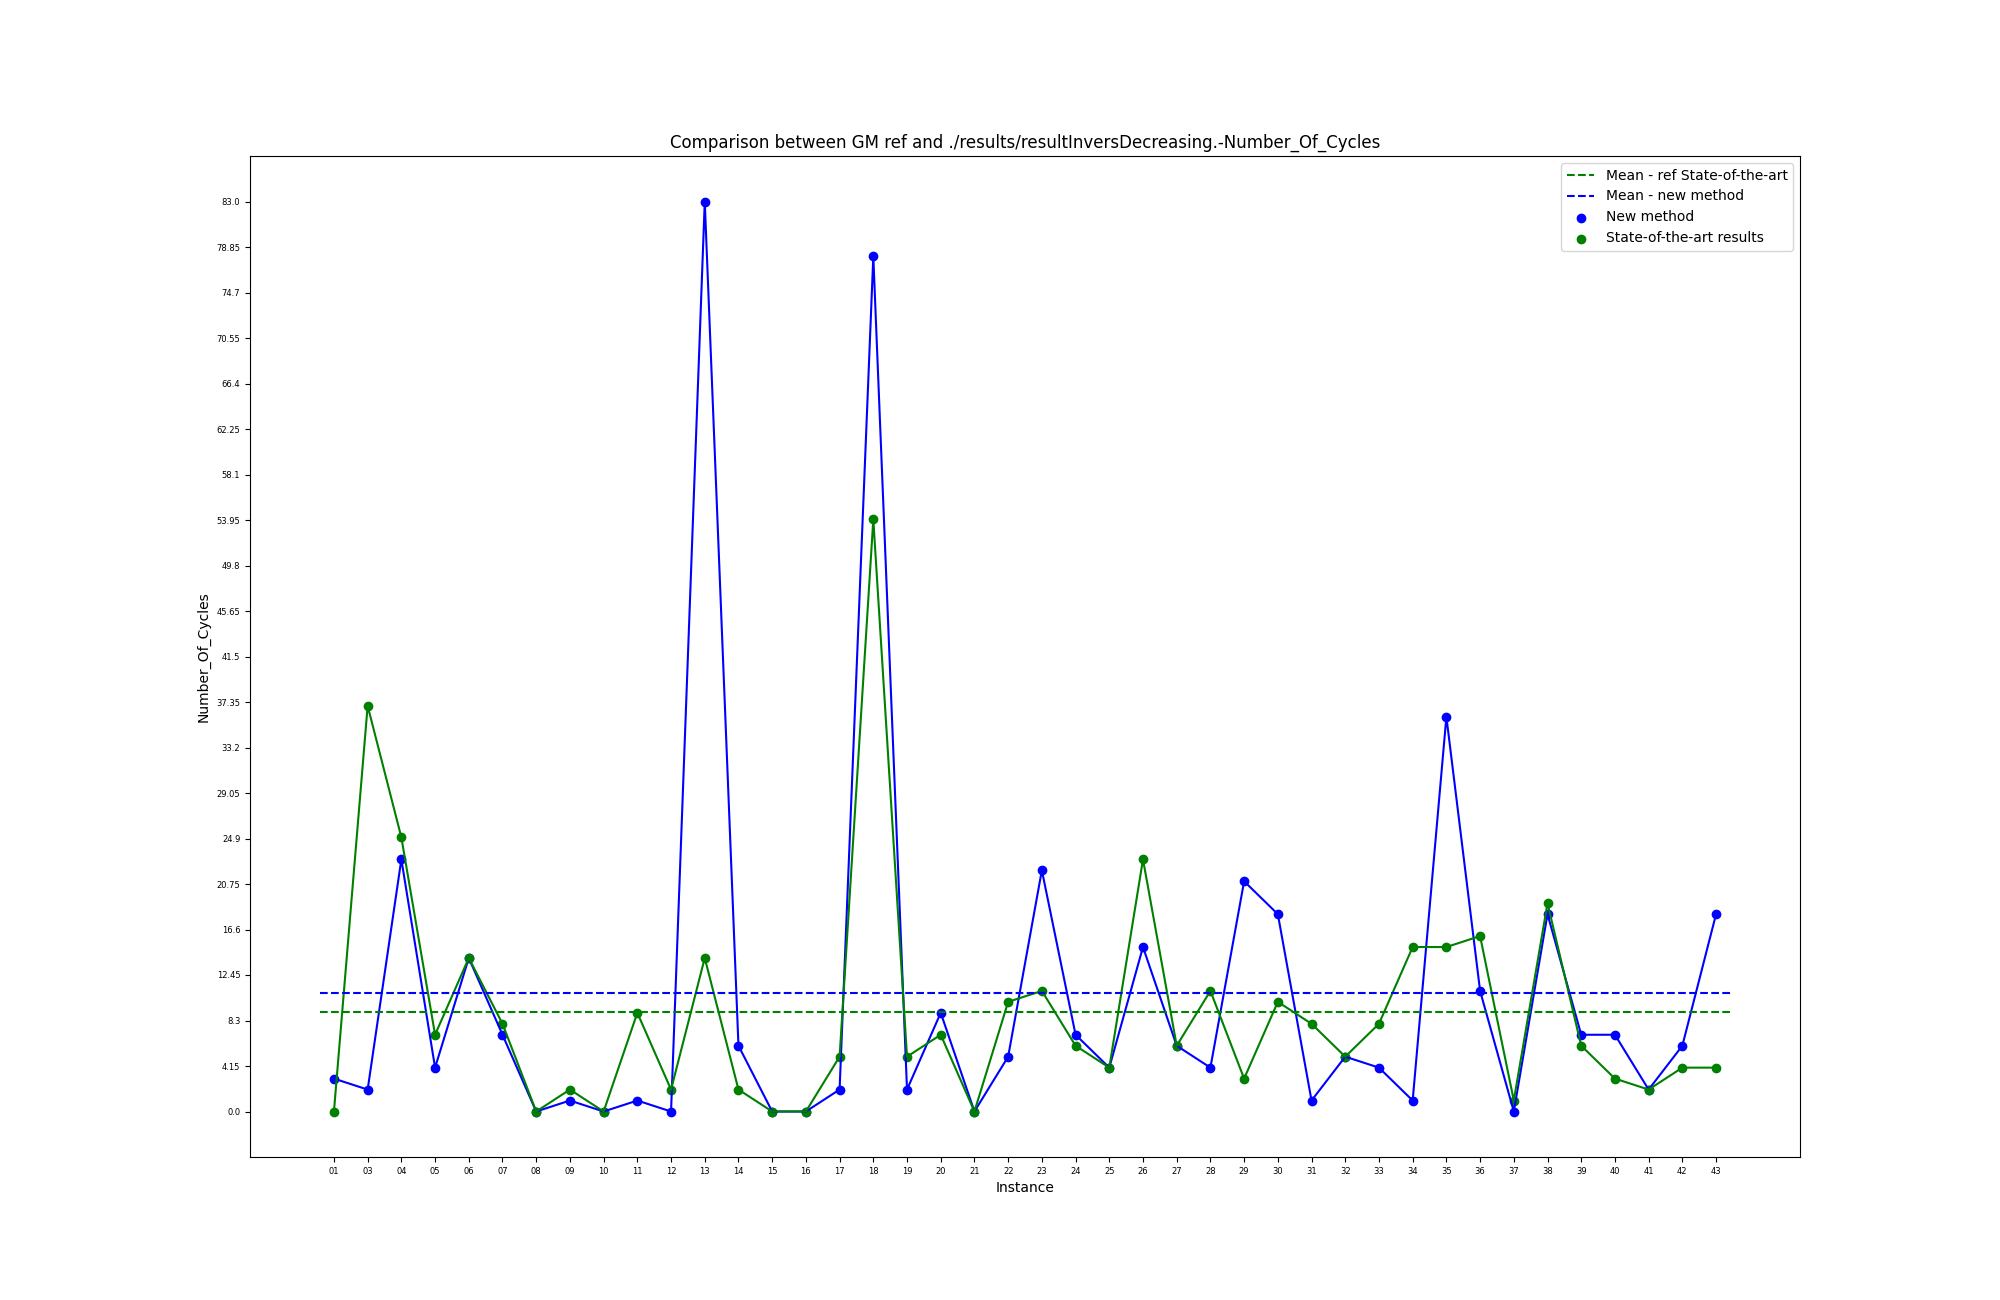 Comparison between GM ref and ./results/resultInversDecreasing.-Number_Of_Cycles
Mean - ref State-of-the-art
Mean - new method
New method
State-of-the-art results
83.0
78.85
74.7
70.55
66.4
62.25
58.1
53.95
49.8
45.65
41.5
37.35
33.2
29.05
24.9
20.75
16.6
12.45
8.3
4.15
0.0
Number_Of_Cycles
01 03 04 05 06 07 08 09 10 11 12 13 14 15 16 17 18 19 20 21 22 23 24 25 26 27 28 29 30 31 32 33 34 35 36 37 38 39 40 41 42 43
Instance